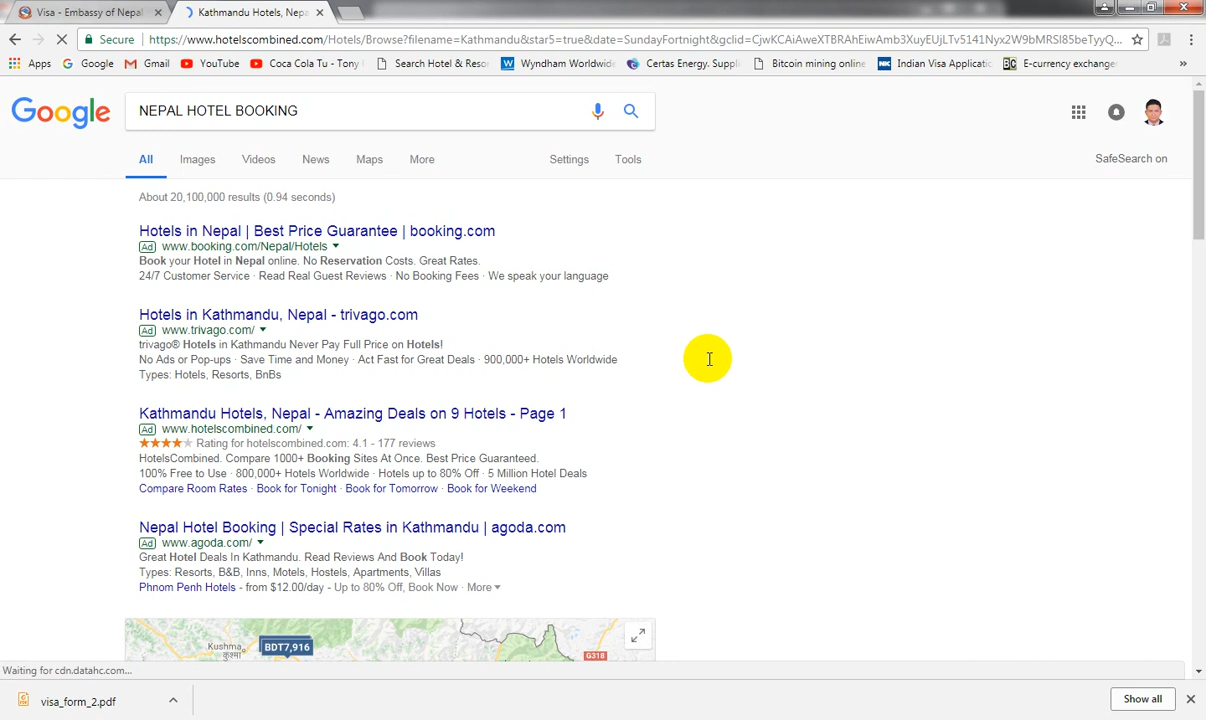 Visa - Embassy of Nepal
Kathmandu Hotels, Nepa
Secure
https://www.hotelscombined.com/Hotels/Browse?filename=Kathmandu&star5=true&date=SundayFortnight&gclid=CjwKCAiAweXTBRAhEiwAmb3XuyEUjLTv5141Nyx2W9bMRSI85beTyyQ...
Apps Google Gmail YouTube Coca Cola Tu - Tony Search Hotel & Resor Wyndham Worldwide Certas Energy. Suppli Bitcoin mining online Indian Visa Applicatio E-currency exchanger »
Google
NEPAL HOTEL BOOKING
All Images Videos News Maps More Settings Tools
SafeSearch on
About 20,100,000 results (0.94 seconds)
Hotels in Nepal | Best Price Guarantee | booking.com
Ad www.booking.com/Nepal/Hotels
Book your Hotel in Nepal online. No Reservation Costs. Great Rates.
24/7 Customer Service · Read Real Guest Reviews · No Booking Fees · We speak your language
Hotels in Kathmandu, Nepal - trivago.com
Ad www.trivago.com/
trivago® Hotels in Kathmandu Never Pay Full Price on Hotels!
No Ads or Pop-ups · Save Time and Money · Act Fast for Great Deals · 900,000+ Hotels Worldwide
Types: Hotels, Resorts, BnBs
Kathmandu Hotels, Nepal - Amazing Deals on 9 Hotels - Page 1
Ad www.hotelscombined.com/
Rating for hotelscombined.com: 4.1 - 177 reviews
HotelsCombined. Compare 1000+ Booking Sites At Once. Best Price Guaranteed.
100% Free to Use · 800,000+ Hotels Worldwide · Hotels up to 80% Off · 5 Million Hotel Deals
Compare Room Rates · Book for Tonight · Book for Tomorrow · Book for Weekend
Nepal Hotel Booking | Special Rates in Kathmandu | agoda.com
Ad www.agoda.com/
Great Hotel Deals In Kathmandu. Read Reviews And Book Today!
Types: Resorts, B&B, Inns, Motels, Hostels, Apartments, Villas
Phnom Penh Hotels - from $12.00/day - Up to 80% Off, Book Now · More
Kushma
कुश्मा
BDT7,916
G318
Waiting for cdn.datahc.com...
visa_form_2.pdf
Show all